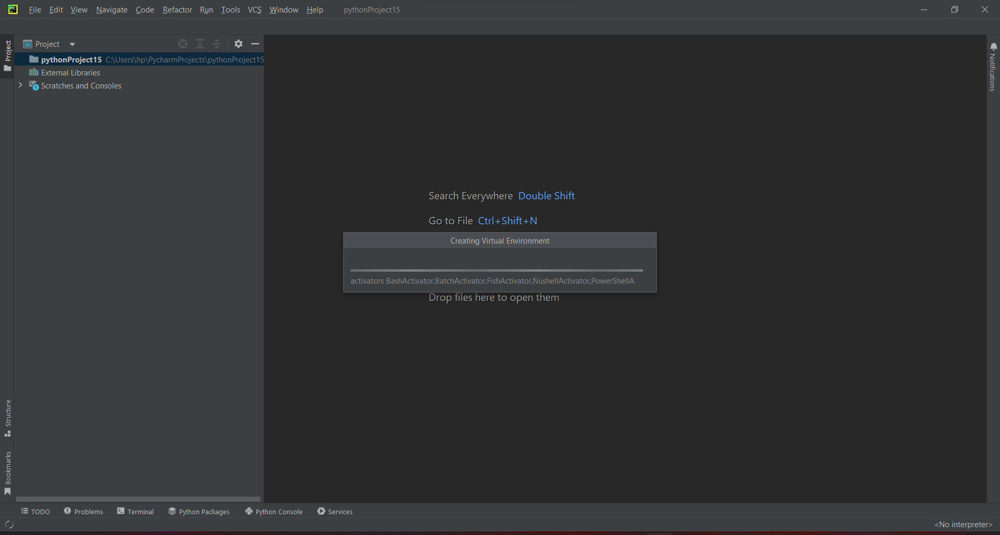 PC
File Edit View Navigate Code Refactor Run Tools VCS Window Help pythonProject15
Project
Project
pythonProject15 C:\Users\hp\PycharmProjects\pythonProject15
External Libraries
Scratches and Consoles
Notifications
Search Everywhere Double Shift
Go to File Ctrl+Shift+N
Creating Virtual Environment
activators BashActivator,BatchActivator,FishActivator,NushellActivator,PowerShellA
Drop files here to open them
Structure
Bookmarks
TODO Problems Terminal Python Packages Python Console Services
<No interpreter>